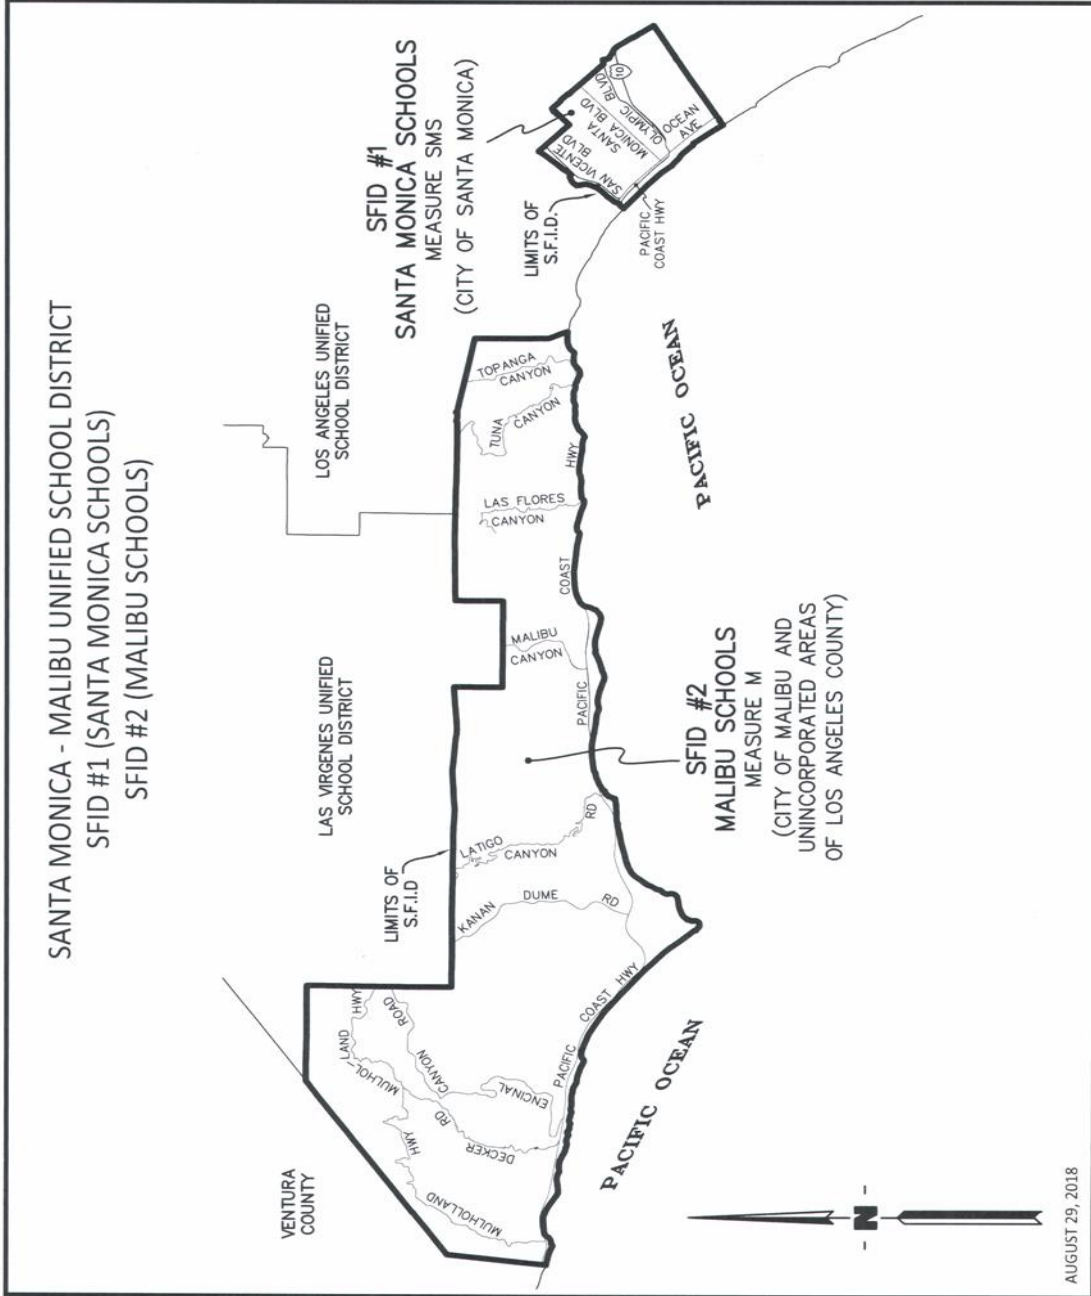 SANTA MONICA - MALIBU UNIFIED SCHOOL DISTRICT
SFID #1 (SANTA MONICA SCHOOLS)
SFID #2 (MALIBU SCHOOLS)
VENTURA
COUNTY
LAS VIRGENES UNIFIED
SCHOOL DISTRICT
LOS ANGELES UNIFIED
SCHOOL DISTRICT
LIMITS OF
S.F.I.D
SFID #1
SANTA MONICA SCHOOLS
MEASURE SMS
(CITY OF SANTA MONICA)
LIMITS OF
S.F.I.D.
MULHOLLAND
HWY
MULHOL-
LAND
HWY
DECKER
RD
ENCINAL
CANYON
ROAD
KANAN
DUME
RD
LATIGO
CANYON
RD
MALIBU
CANYON
LAS FLORES
CANYON
TUNA
CANYON
TOPANGA
CANYON
PACIFIC
COAST HWY
PACIFIC
COAST
HWY
SAN VICENTE
BLVD
SANTA
MONICA BLVD
OLYMPIC BLVD
10
OCEAN
AVE
PACIFIC
COAST HWY
PACIFIC OCEAN
PACIFIC OCEAN
SFID #2
MALIBU SCHOOLS
MEASURE M
(CITY OF MALIBU AND
UNINCORPORATED AREAS
OF LOS ANGELES COUNTY)
- N -
AUGUST 29, 2018